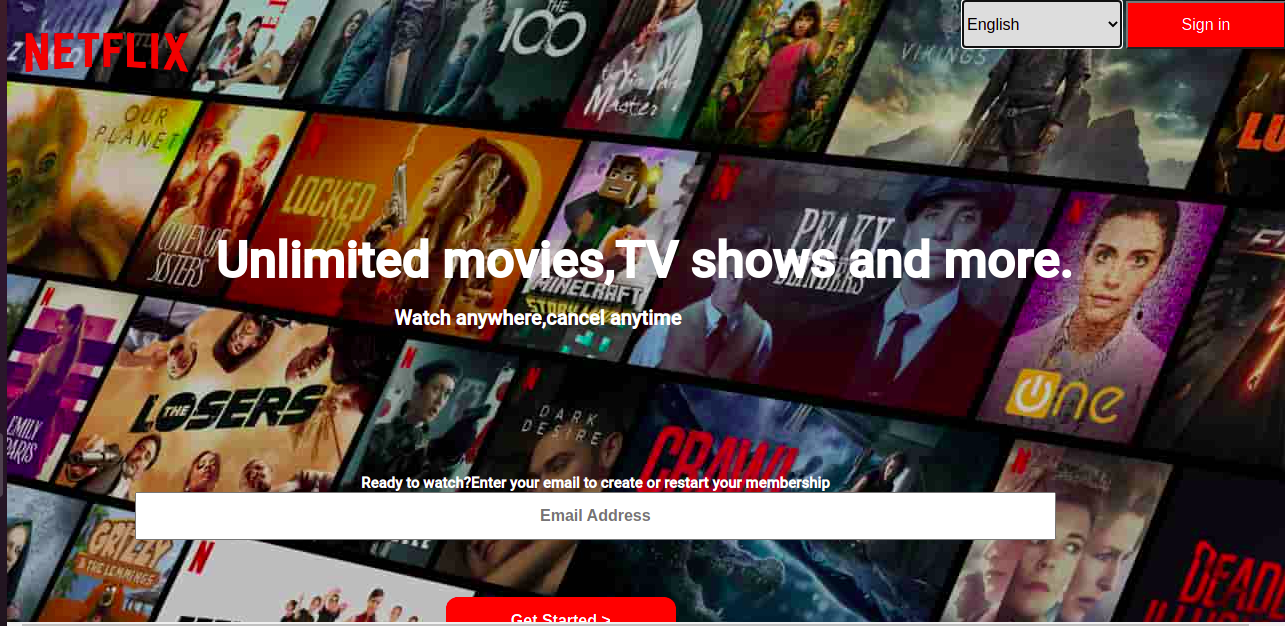 THE
100
English
Sign in
NETFLIX
VIKINGS
OUR
PLANET
LOCKED
UP
COVEN OF
SISTERS
PEAKY
BLINDERS
Unlimited movies,TV shows and more.
MINECRAFT
Watch anywhere,cancel anytime
THE
LOSERS
One
EMILY
PARIS
DARK
DESIRE
CRAWL
Ready to watch?Enter your email to create or restart your membership
Email Address
GRIZZY
& THE LEMMINGS
Get Started >